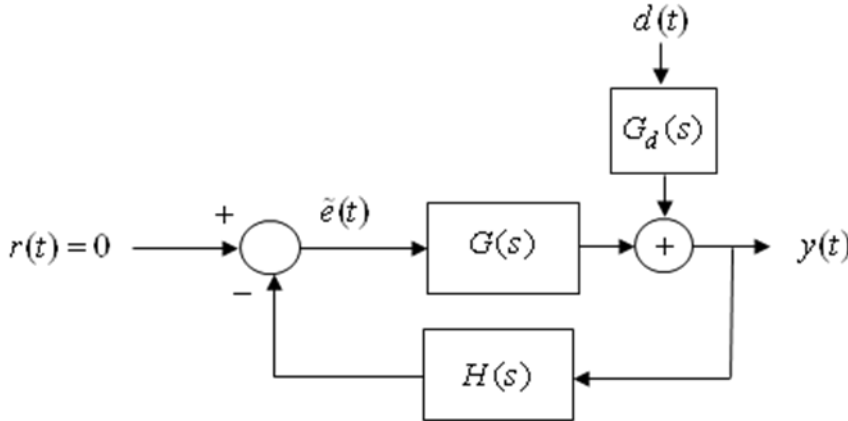 d(t)
G_d(s)
+
ẽ(t)
r(t) = 0
G(s)
+
y(t)
−
H(s)